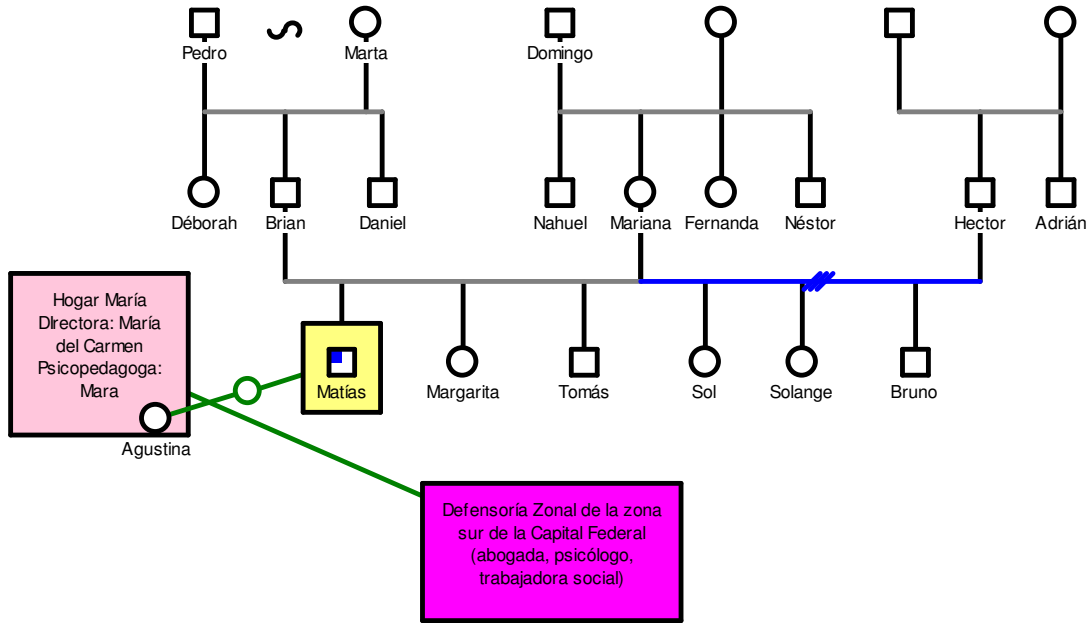 Pedro
Marta
Domingo
Déborah
Brian
Daniel
Nahuel
Mariana
Fernanda
Néstor
Hector
Adrián
Hogar María
DIrectora: María
del Carmen
Psicopedagoga:
Mara
Agustina
Matías
Margarita
Tomás
Sol
Solange
Bruno
Defensoría Zonal de la zona
sur de la Capital Federal
(abogada, psicólogo,
trabajadora social)